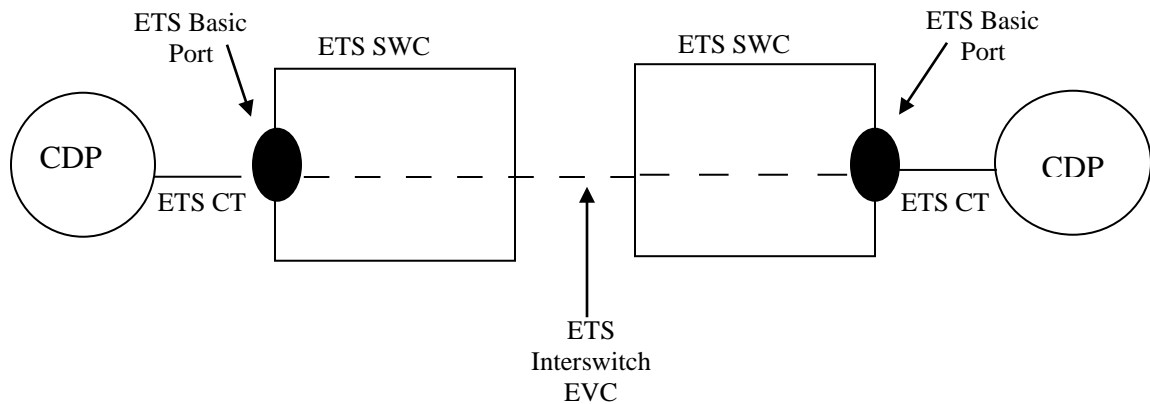 ETS Basic
Port
ETS SWC
ETS SWC
ETS Basic
Port
CDP
ETS CT
ETS CT
CDP
ETS
Interswitch
EVC